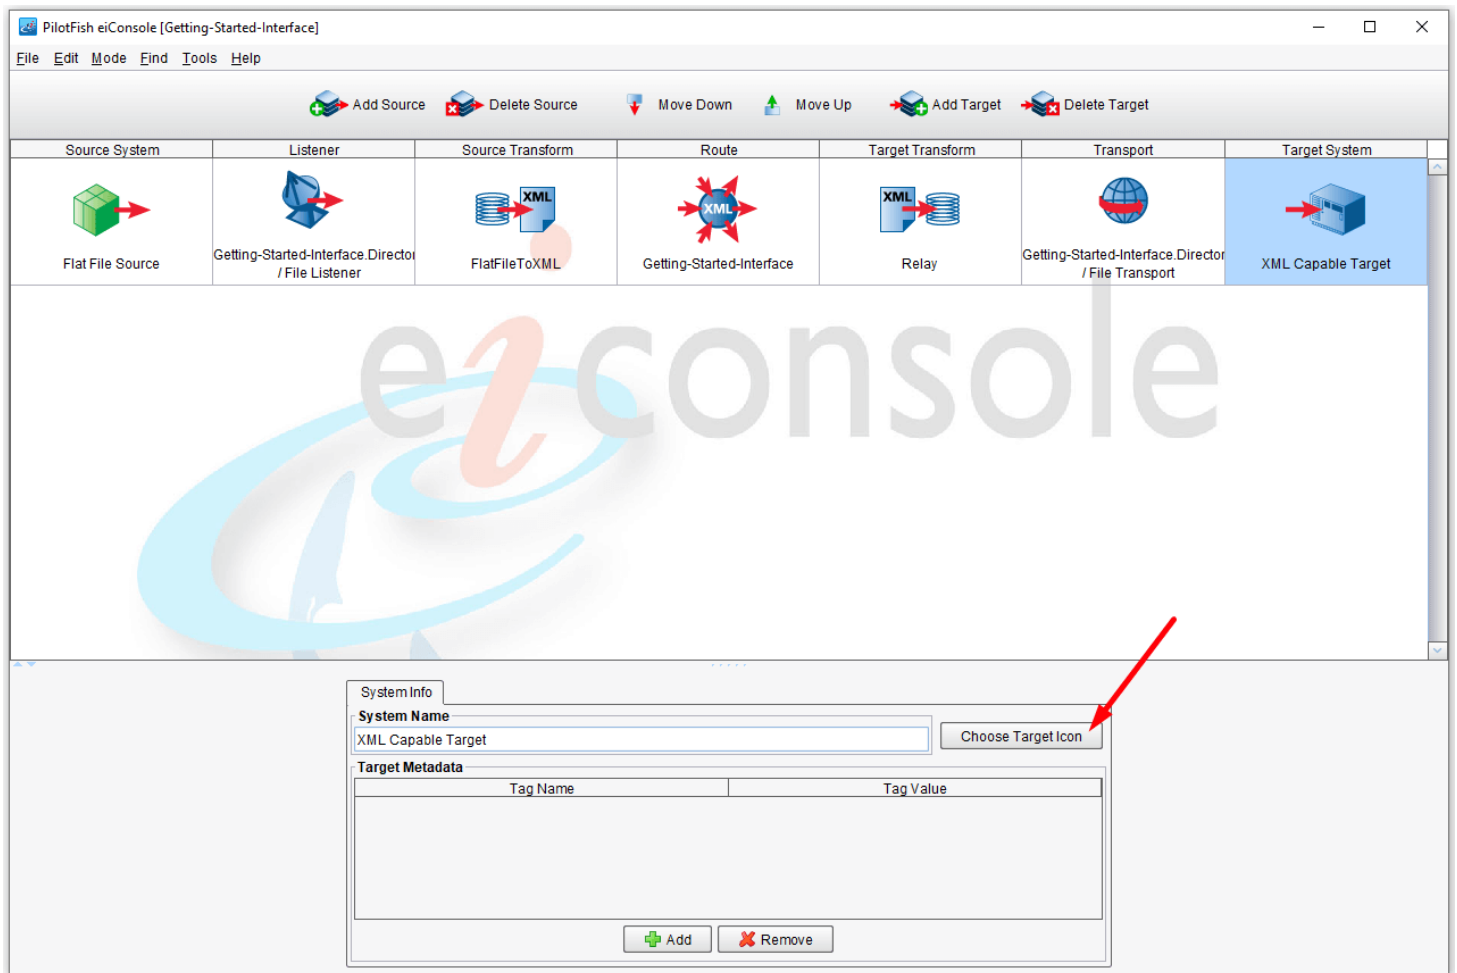 PilotFish eiConsole [Getting-Started-Interface]
File Edit Mode Find Tools Help
Add Source Delete Source Move Down Move Up Add Target Delete Target
Source System Listener Source Transform Route Target Transform Transport Target System
XML XML XML
Flat File Source
Getting-Started-Interface.Director
/ File Listener
FlatFileToXML
Getting-Started-Interface
Relay
Getting-Started-Interface.Director
/ File Transport
XML Capable Target
eiconsole
System Info
System Name
XML Capable Target
Choose Target Icon
Target Metadata
Tag Name Tag Value
Add Remove